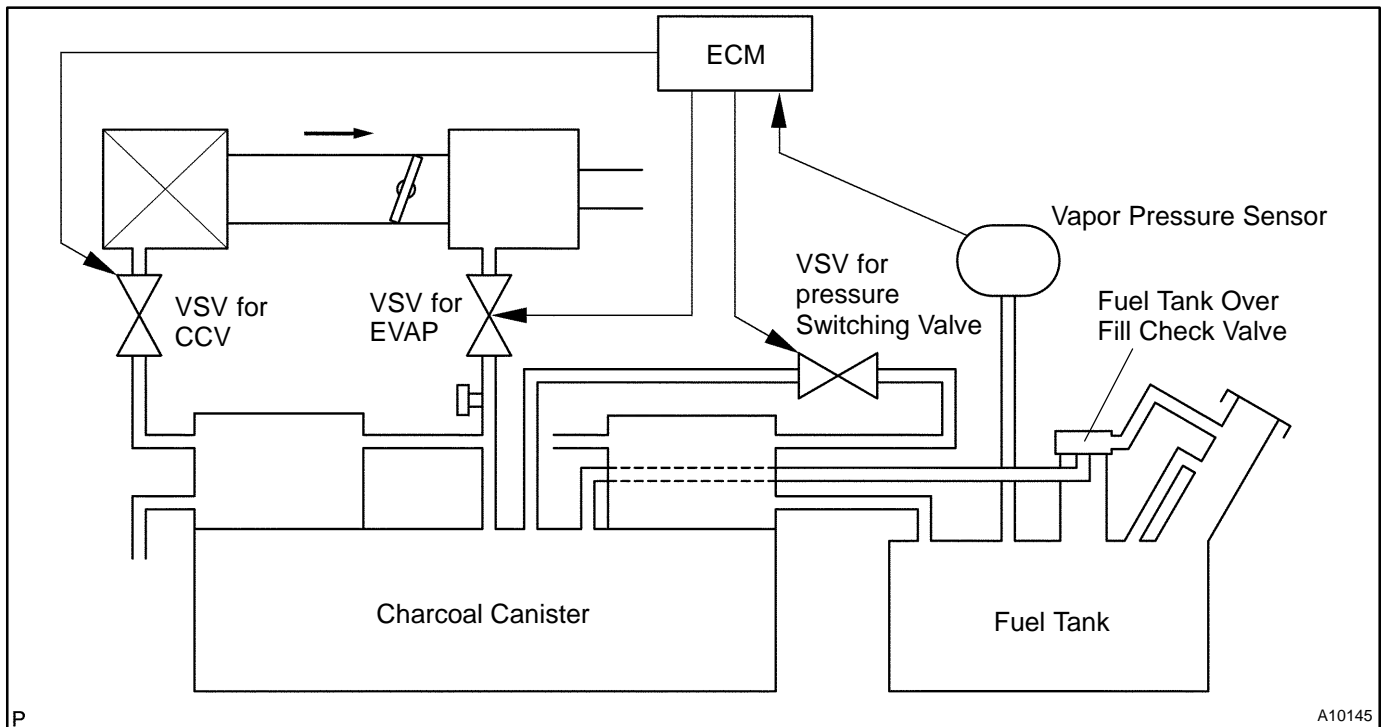 ECM
Vapor Pressure Sensor
VSV for
CCV
VSV for
EVAP
VSV for
pressure
Switching Valve
Fuel Tank Over
Fill Check Valve
Charcoal Canister
Fuel Tank
P
A10145